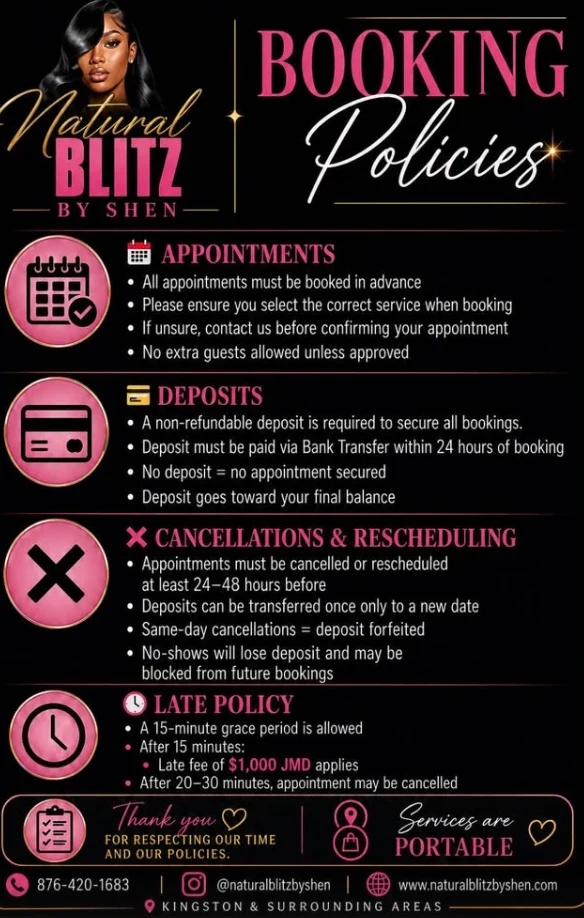 Natural
BLITZ
BY SHEN
BOOKING
Policies
APPOINTMENTS
• All appointments must be booked in advance
• Please ensure you select the correct service when booking
• If unsure, contact us before confirming your appointment
• No extra guests allowed unless approved
DEPOSITS
• A non-refundable deposit is required to secure all bookings.
• Deposit must be paid via Bank Transfer within 24 hours of booking
• No deposit = no appointment secured
• Deposit goes toward your final balance
CANCELLATIONS & RESCHEDULING
• Appointments must be cancelled or rescheduled
at least 24–48 hours before
• Deposits can be transferred once only to a new date
• Same-day cancellations = deposit forfeited
• No-shows will lose deposit and may be
blocked from future bookings
LATE POLICY
• A 15-minute grace period is allowed
• After 15 minutes:
• Late fee of $1,000 JMD applies
• After 20–30 minutes, appointment may be cancelled
Thank you
FOR RESPECTING OUR TIME
AND OUR POLICIES.
Services are
PORTABLE
876-420-1683 | @naturalblitzbyshen | www.naturalblitzbyshen.com
KINGSTON & SURROUNDING AREAS